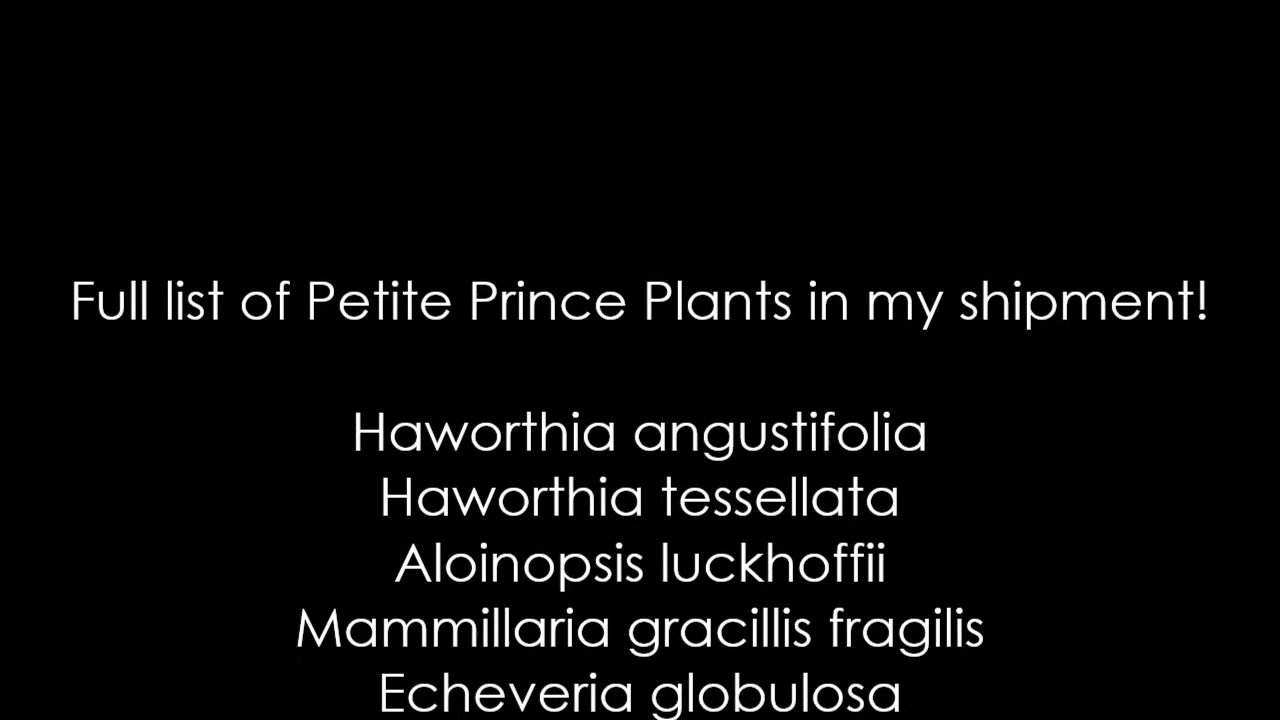 Full list of Petite Prince Plants in my shipment!
Haworthia angustifolia
Haworthia tessellata
Aloinopsis luckhoffii
Mammillaria gracillis fragilis
Echeveria globulosa